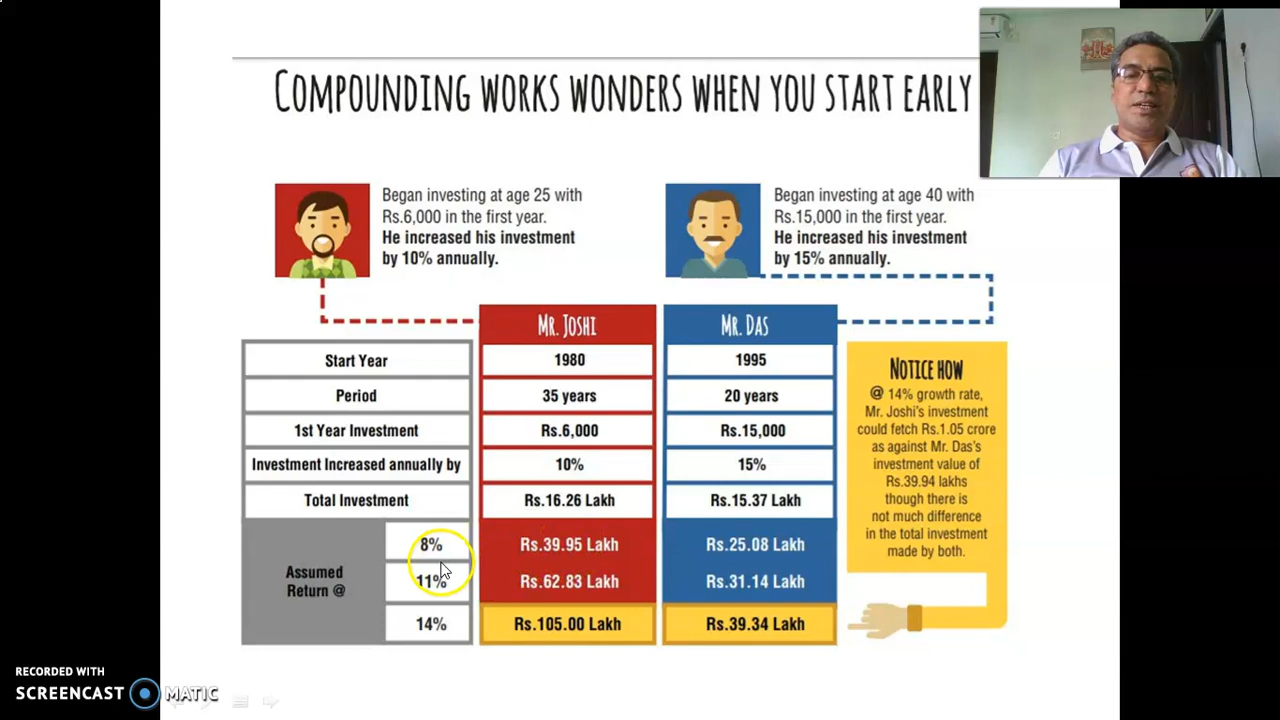 COMPOUNDING WORKS WONDERS WHEN YOU START EARLY
Began investing at age 25 with
Rs.6,000 in the first year.
He increased his investment
by 10% annually.
Began investing at age 40 with
Rs.15,000 in the first year.
He increased his investment
by 15% annually.
MR. JOSHI MR. DAS
Start Year 1980 1995
Period 35 years 20 years
1st Year Investment Rs.6,000 Rs.15,000
Investment Increased annually by 10% 15%
Total Investment Rs.16.26 Lakh Rs.15.37 Lakh
Assumed
Return @
8% Rs.39.95 Lakh Rs.25.08 Lakh
11% Rs.62.83 Lakh Rs.31.14 Lakh
14% Rs.105.00 Lakh Rs.39.34 Lakh
NOTICE HOW
@ 14% growth rate,
Mr. Joshi's investment
could fetch Rs.1.05 crore
as against Mr. Das's
investment value of
Rs.39.94 lakhs
though there is
not much difference
in the total investment
made by both.
RECORDED WITH
SCREENCAST MATIC